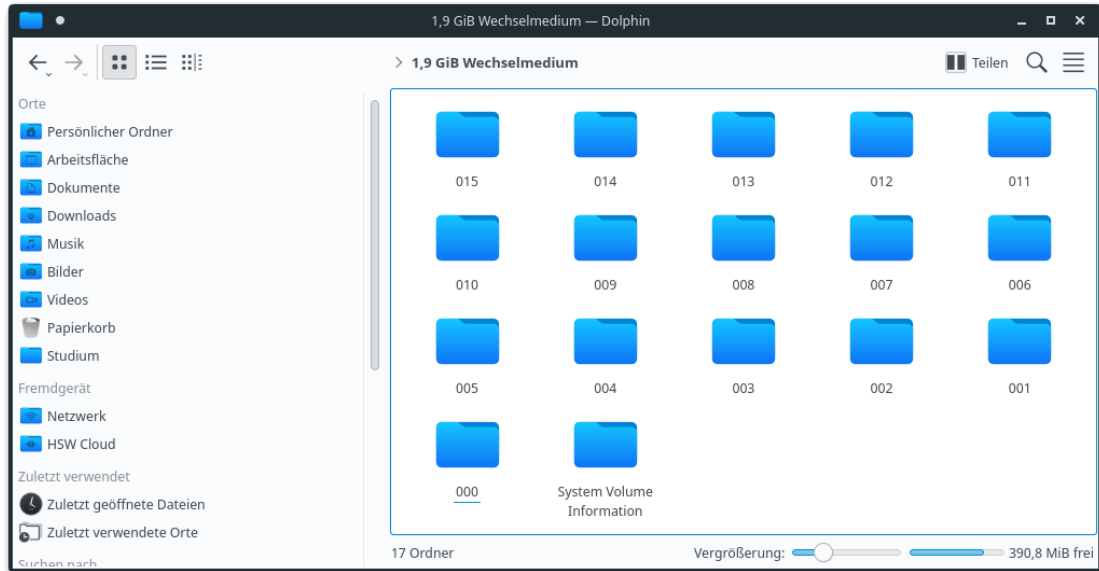 1,9 GiB Wechselmedium — Dolphin
1,9 GiB Wechselmedium
Teilen
Orte
Persönlicher Ordner
Arbeitsfläche
Dokumente
Downloads
Musik
Bilder
Videos
Papierkorb
Studium
Fremdgerät
Netzwerk
HSW Cloud
Zuletzt verwendet
Zuletzt geöffnete Dateien
Zuletzt verwendete Orte
Suchen nach
015 014 013 012 011
010 009 008 007 006
005 004 003 002 001
000 System Volume
Information
17 Ordner Vergrößerung: 390,8 MiB frei